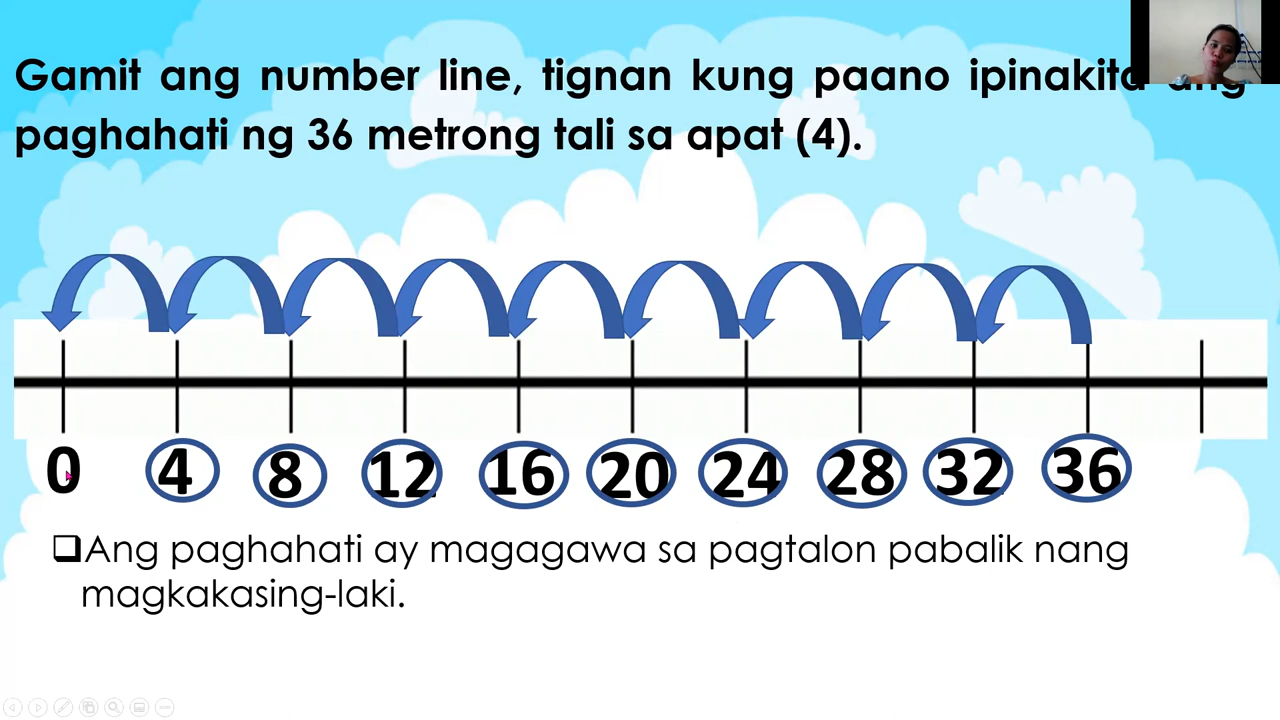 Gamit ang number line, tignan kung paano ipinakita ang
paghahati ng 36 metrong tali sa apat (4).
0 4 8 12 16 20 24 28 32 36
❑Ang paghahati ay magagawa sa pagtalon pabalik nang
magkakasing-laki.